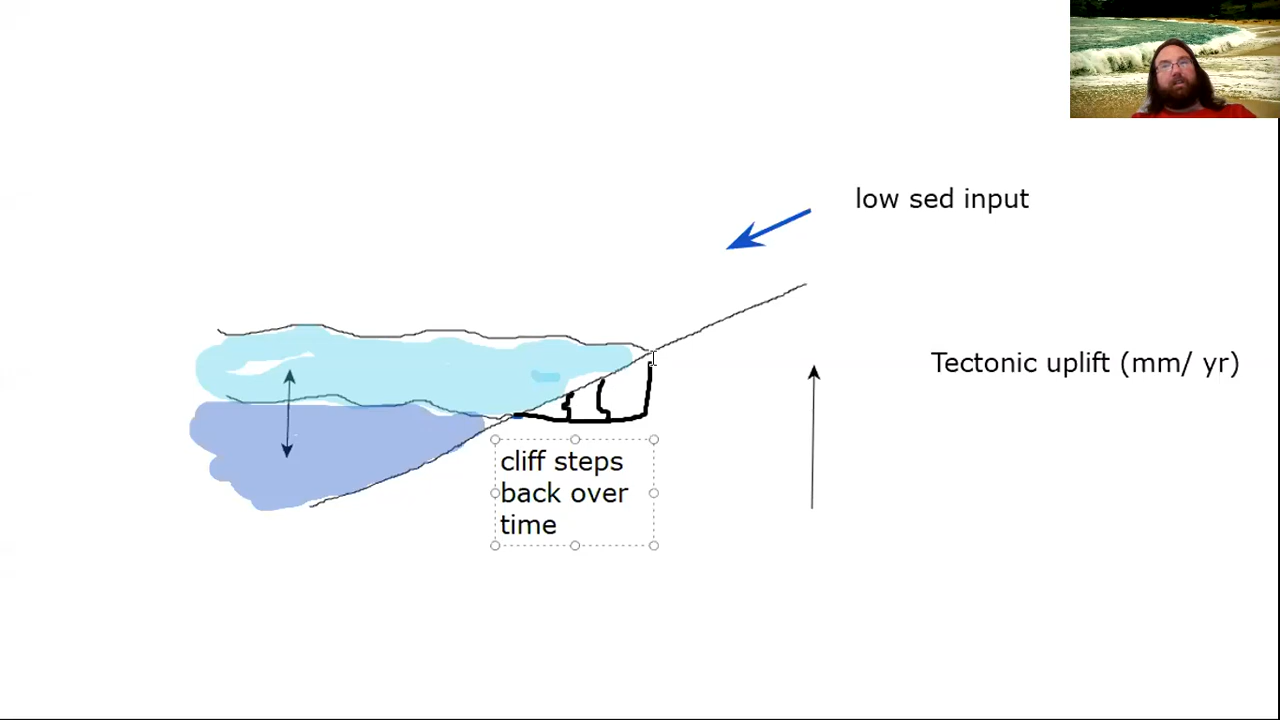 low sed input
Tectonic uplift (mm/ yr)
cliff steps
back over
time